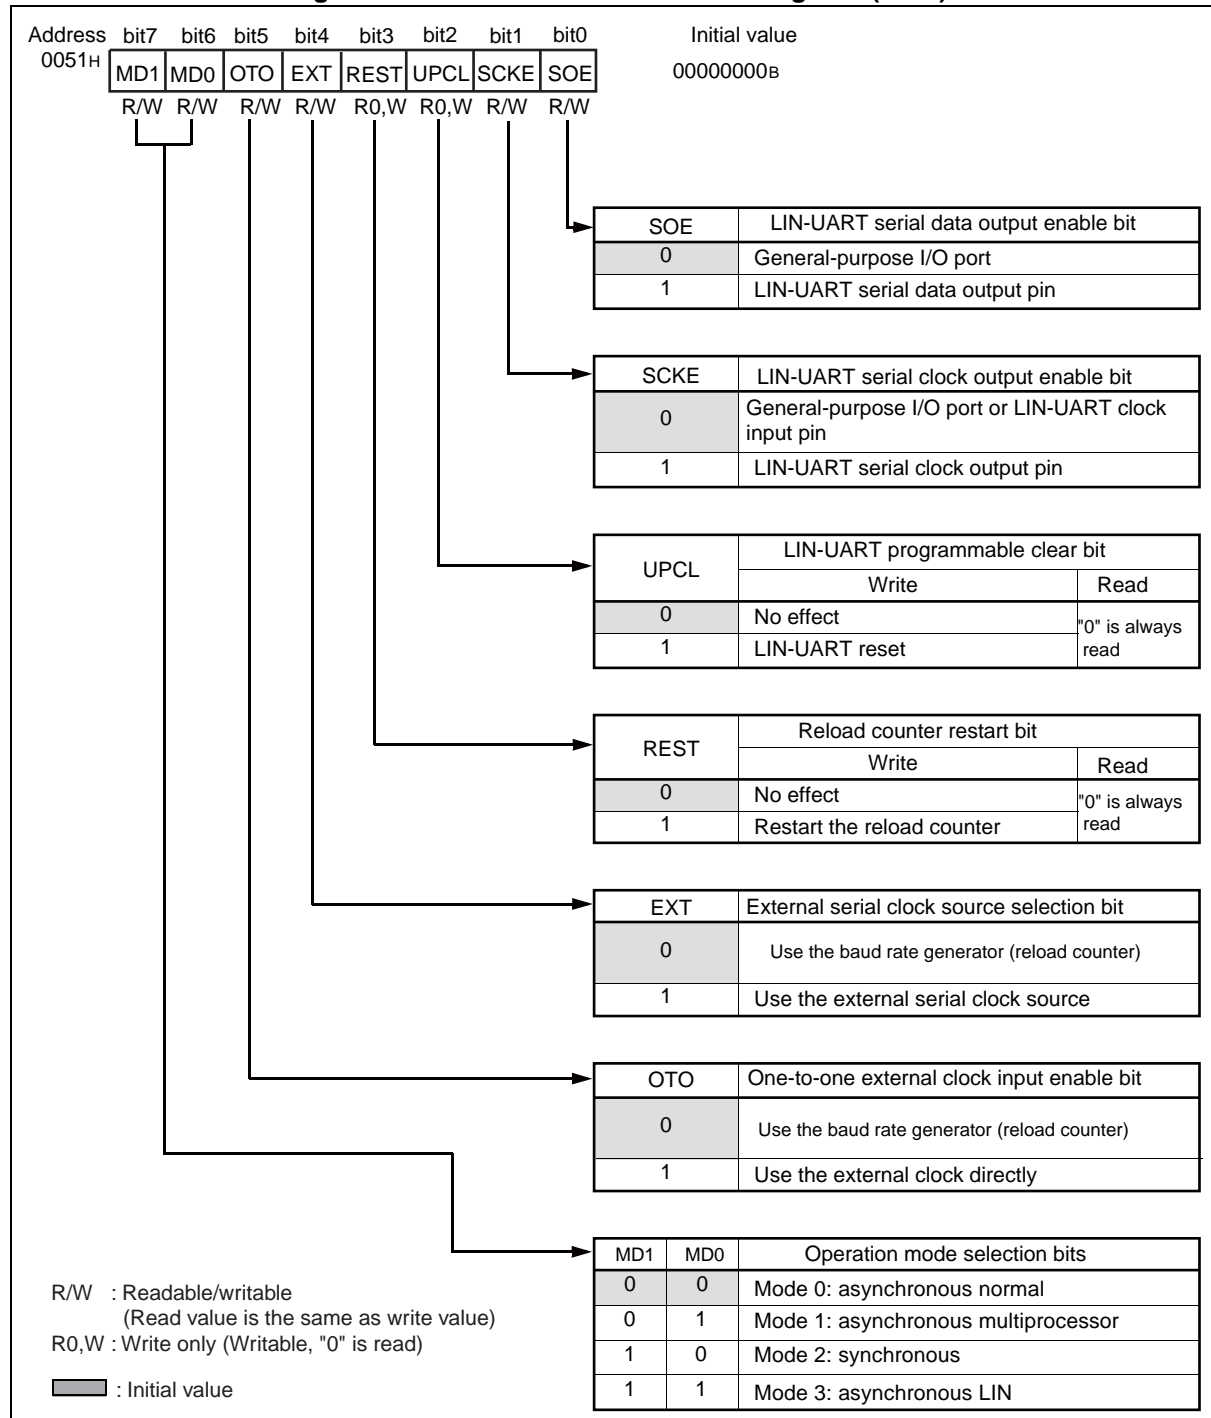 Address bit7 bit6 bit5 bit4 bit3 bit2 bit1 bit0 Initial value
0051H MD1 MD0 OTO EXT REST UPCL SCKE SOE 00000000B
R/W R/W R/W R/W R0,W R0,W R/W R/W
SOE LIN-UART serial data output enable bit
0 General-purpose I/O port
1 LIN-UART serial data output pin
SCKE LIN-UART serial clock output enable bit
0 General-purpose I/O port or LIN-UART clock
input pin
1 LIN-UART serial clock output pin
UPCL LIN-UART programmable clear bit
Write Read
0 No effect "0" is always
1 LIN-UART reset read
REST Reload counter restart bit
Write Read
0 No effect "0" is always
1 Restart the reload counter read
EXT External serial clock source selection bit
0 Use the baud rate generator (reload counter)
1 Use the external serial clock source
OTO One-to-one external clock input enable bit
0 Use the baud rate generator (reload counter)
1 Use the external clock directly
MD1 MD0 Operation mode selection bits
0 0 Mode 0: asynchronous normal
0 1 Mode 1: asynchronous multiprocessor
1 0 Mode 2: synchronous
1 1 Mode 3: asynchronous LIN
R/W : Readable/writable
(Read value is the same as write value)
R0,W : Write only (Writable, "0" is read)
: Initial value